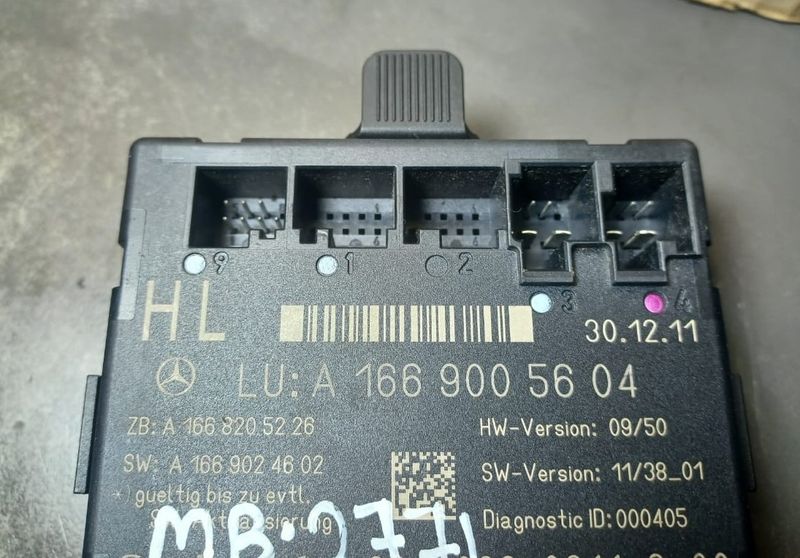 9 1 2 3 4
HL
30.12.11
LU: A 166 900 56 04
ZB: A 166 820 52 26
HW-Version: 09/50
SW: A 166 902 46 02
SW-Version: 11/38_01
*) gueltig bis zu evtl.
Diagnostic ID: 000405
MB:2771